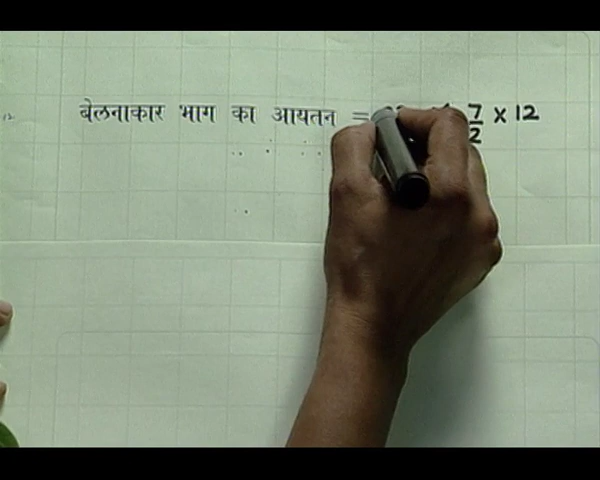 बेलनाकार भाग का आयतन = 7/2 x 12